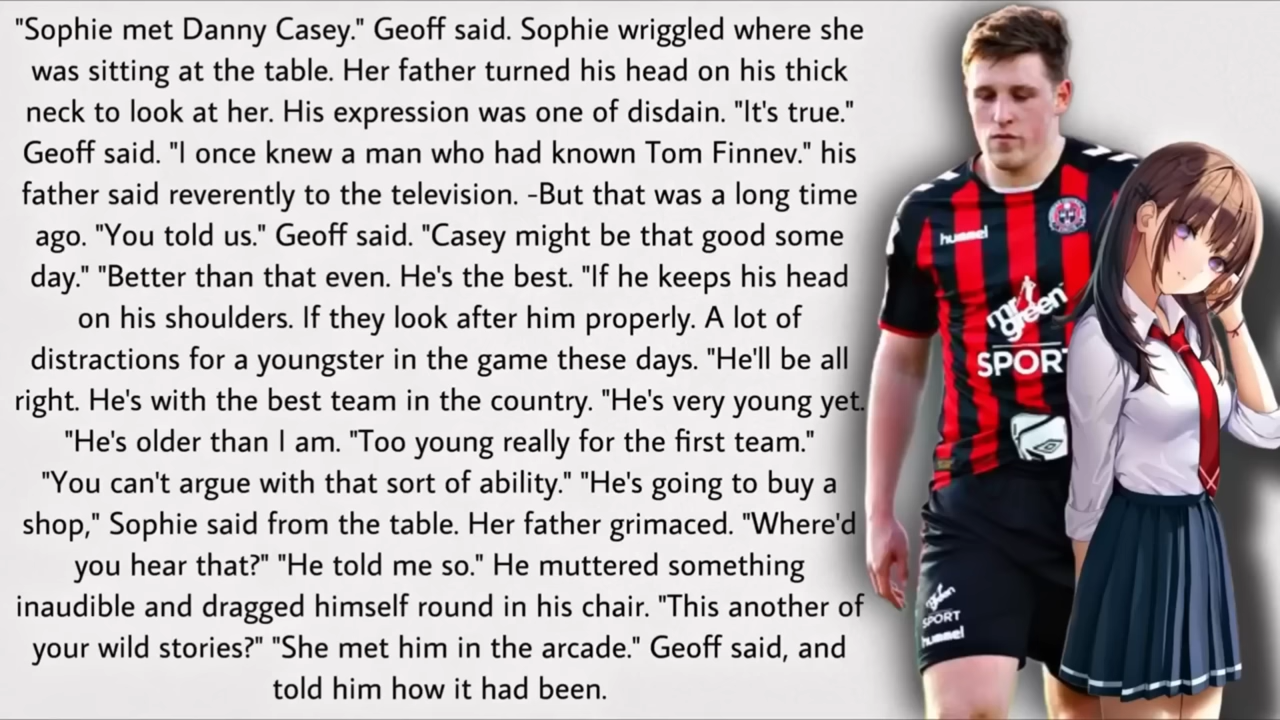 "Sophie met Danny Casey." Geoff said. Sophie wriggled where she
was sitting at the table. Her father turned his head on his thick
neck to look at her. His expression was one of disdain. "It's true."
Geoff said. "I once knew a man who had known Tom Finnev." his
father said reverently to the television. -But that was a long time
ago. "You told us." Geoff said. "Casey might be that good some
day." "Better than that even. He's the best. "If he keeps his head
on his shoulders. If they look after him properly. A lot of
distractions for a youngster in the game these days. "He'll be all
right. He's with the best team in the country. "He's very young yet.
"He's older than I am. "Too young really for the first team."
"You can't argue with that sort of ability." "He's going to buy a
shop," Sophie said from the table. Her father grimaced. "Where'd
you hear that?" "He told me so." He muttered something
inaudible and dragged himself round in his chair. "This another of
your wild stories?" "She met him in the arcade." Geoff said, and
told him how it had been.
hummel
mr
green
SPORT
mr
green
SPORT
hummel